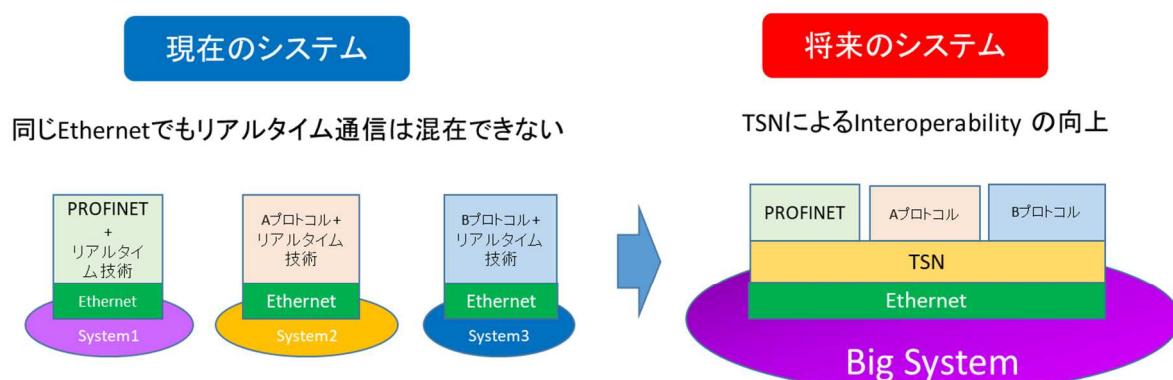 現在のシステム
将来のシステム
同じEthernetでもリアルタイム通信は混在できない
TSNによるInteroperability の向上
PROFINET
+
リアルタイ
ム技術
Ethernet
System1
Aプロトコル+
リアルタイム
技術
Ethernet
System2
Bプロトコル+
リアルタイム
技術
Ethernet
System3
PROFINET
Aプロトコル
Bプロトコル
TSN
Ethernet
Big System